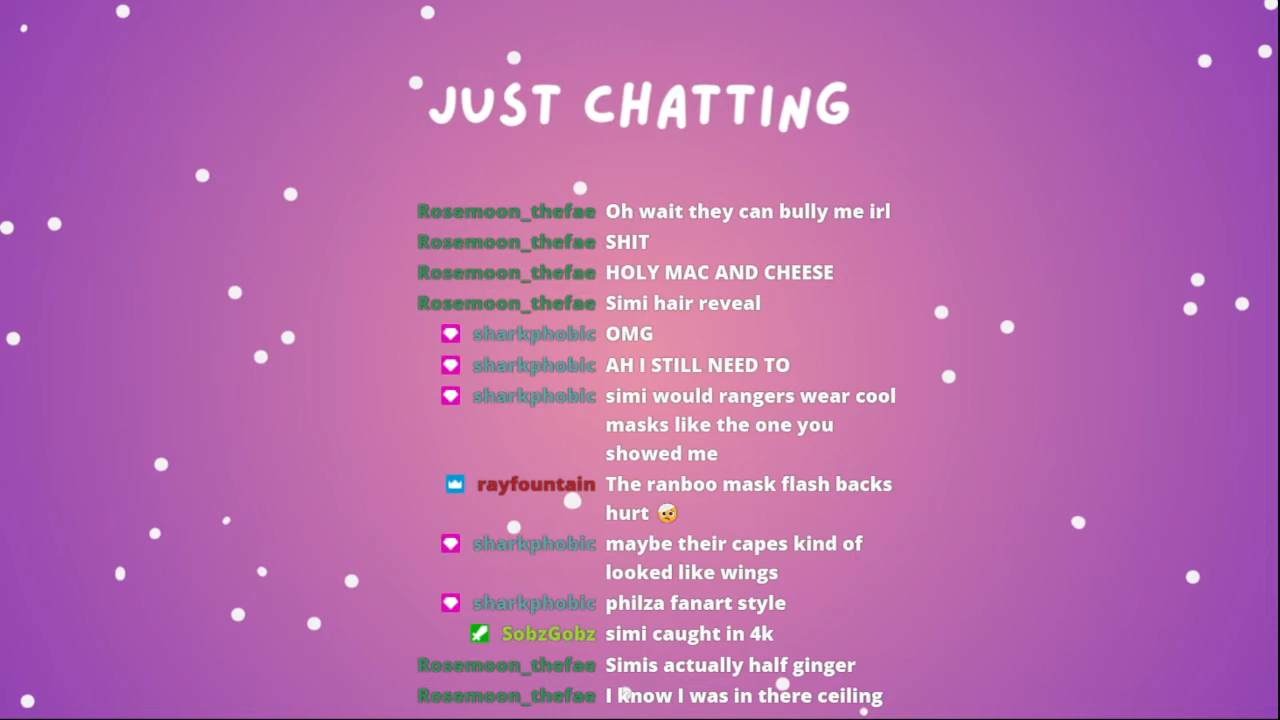 JUST CHATTING
Rosemoon_thefae Oh wait they can bully me irl
Rosemoon_thefae SHIT
Rosemoon_thefae HOLY MAC AND CHEESE
Rosemoon_thefae Simi hair reveal
sharkphobic OMG
sharkphobic AH I STILL NEED TO
sharkphobic simi would rangers wear cool
masks like the one you
showed me
rayfountain The ranboo mask flash backs
hurt 🤕
sharkphobic maybe their capes kind of
looked like wings
sharkphobic philza fanart style
SobzGobz simi caught in 4k
Rosemoon_thefae Simis actually half ginger
Rosemoon_thefae I know I was in there ceiling